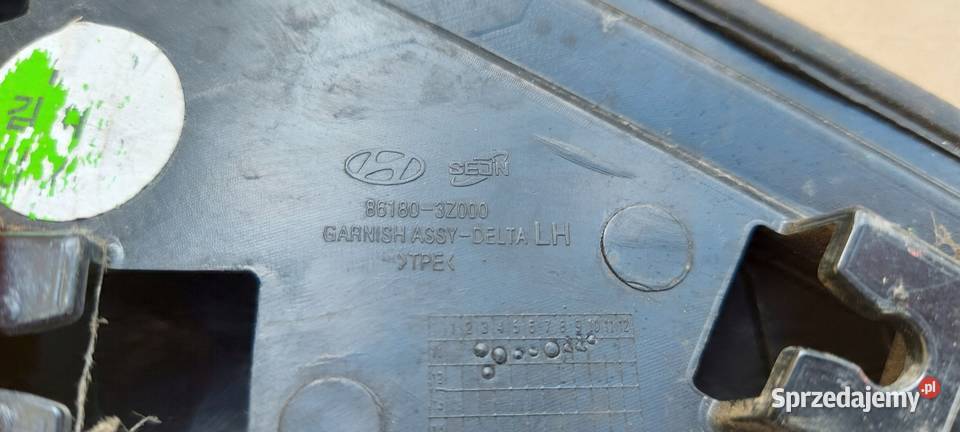 SEJIN
86180-3Z000
GARNISH ASSY-DELTA LH
>TPE<
1 2 3 4 5 6 7 8 9 10 11 12
Sprzedajemy.pl